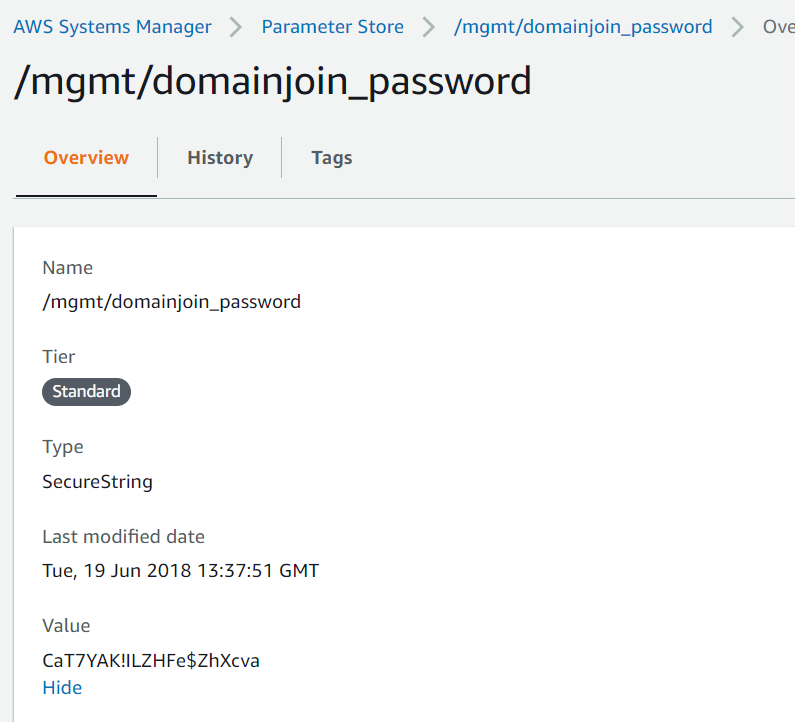 AWS Systems Manager > Parameter Store > /mgmt/domainjoin_password > Ove
/mgmt/domainjoin_password
Overview History Tags
Name
/mgmt/domainjoin_password
Tier
Standard
Type
SecureString
Last modified date
Tue, 19 Jun 2018 13:37:51 GMT
Value
CaT7YAK!ILZHFe$ZhXcva
Hide